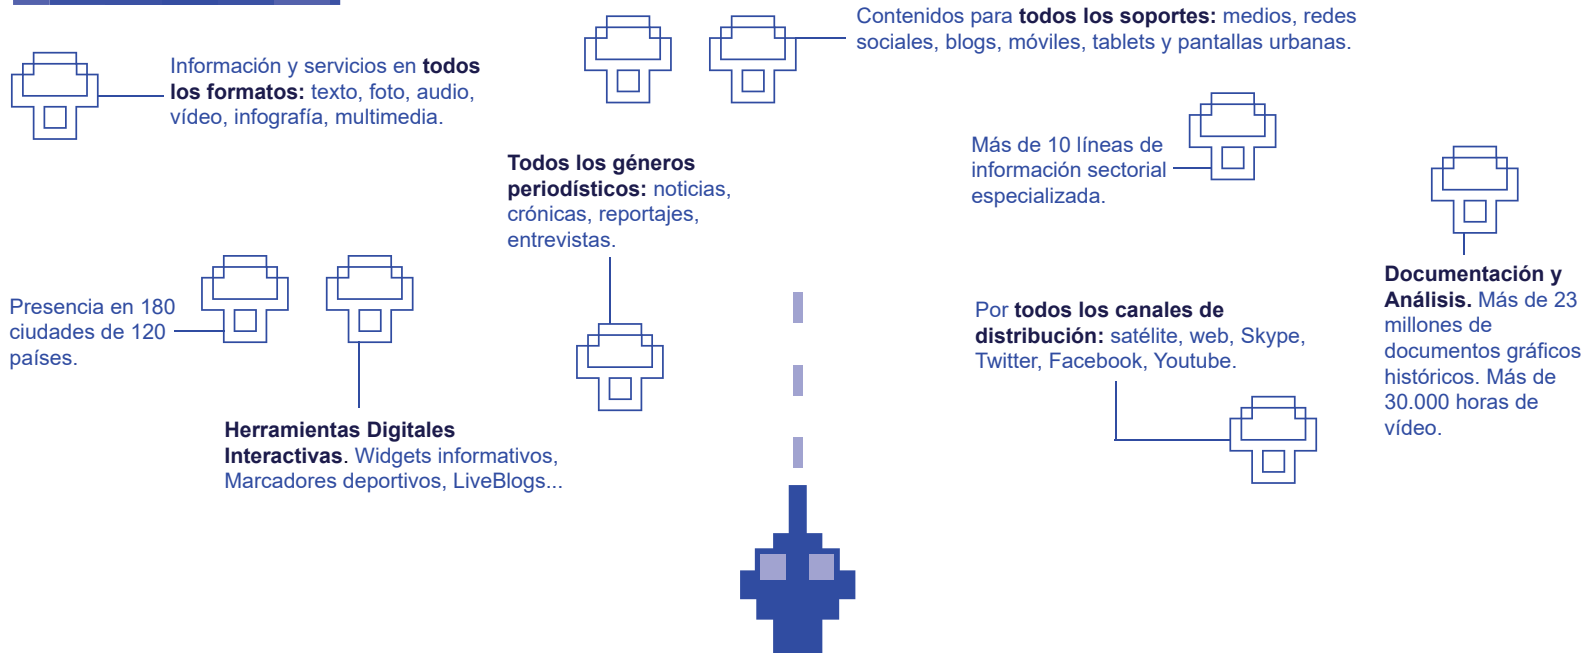 Contenidos para todos los soportes: medios, redes
sociales, blogs, móviles, tablets y pantallas urbanas.
Información y servicios en todos
los formatos: texto, foto, audio,
vídeo, infografía, multimedia.
Más de 10 líneas de
información sectorial
especializada.
Todos los géneros
periodísticos: noticias,
crónicas, reportajes,
entrevistas.
Documentación y
Análisis. Más de 23
millones de
documentos gráficos
históricos. Más de
30.000 horas de
vídeo.
Presencia en 180
ciudades de 120
países.
Por todos los canales de
distribución: satélite, web, Skype,
Twitter, Facebook, Youtube.
Herramientas Digitales
Interactivas. Widgets informativos,
Marcadores deportivos, LiveBlogs...